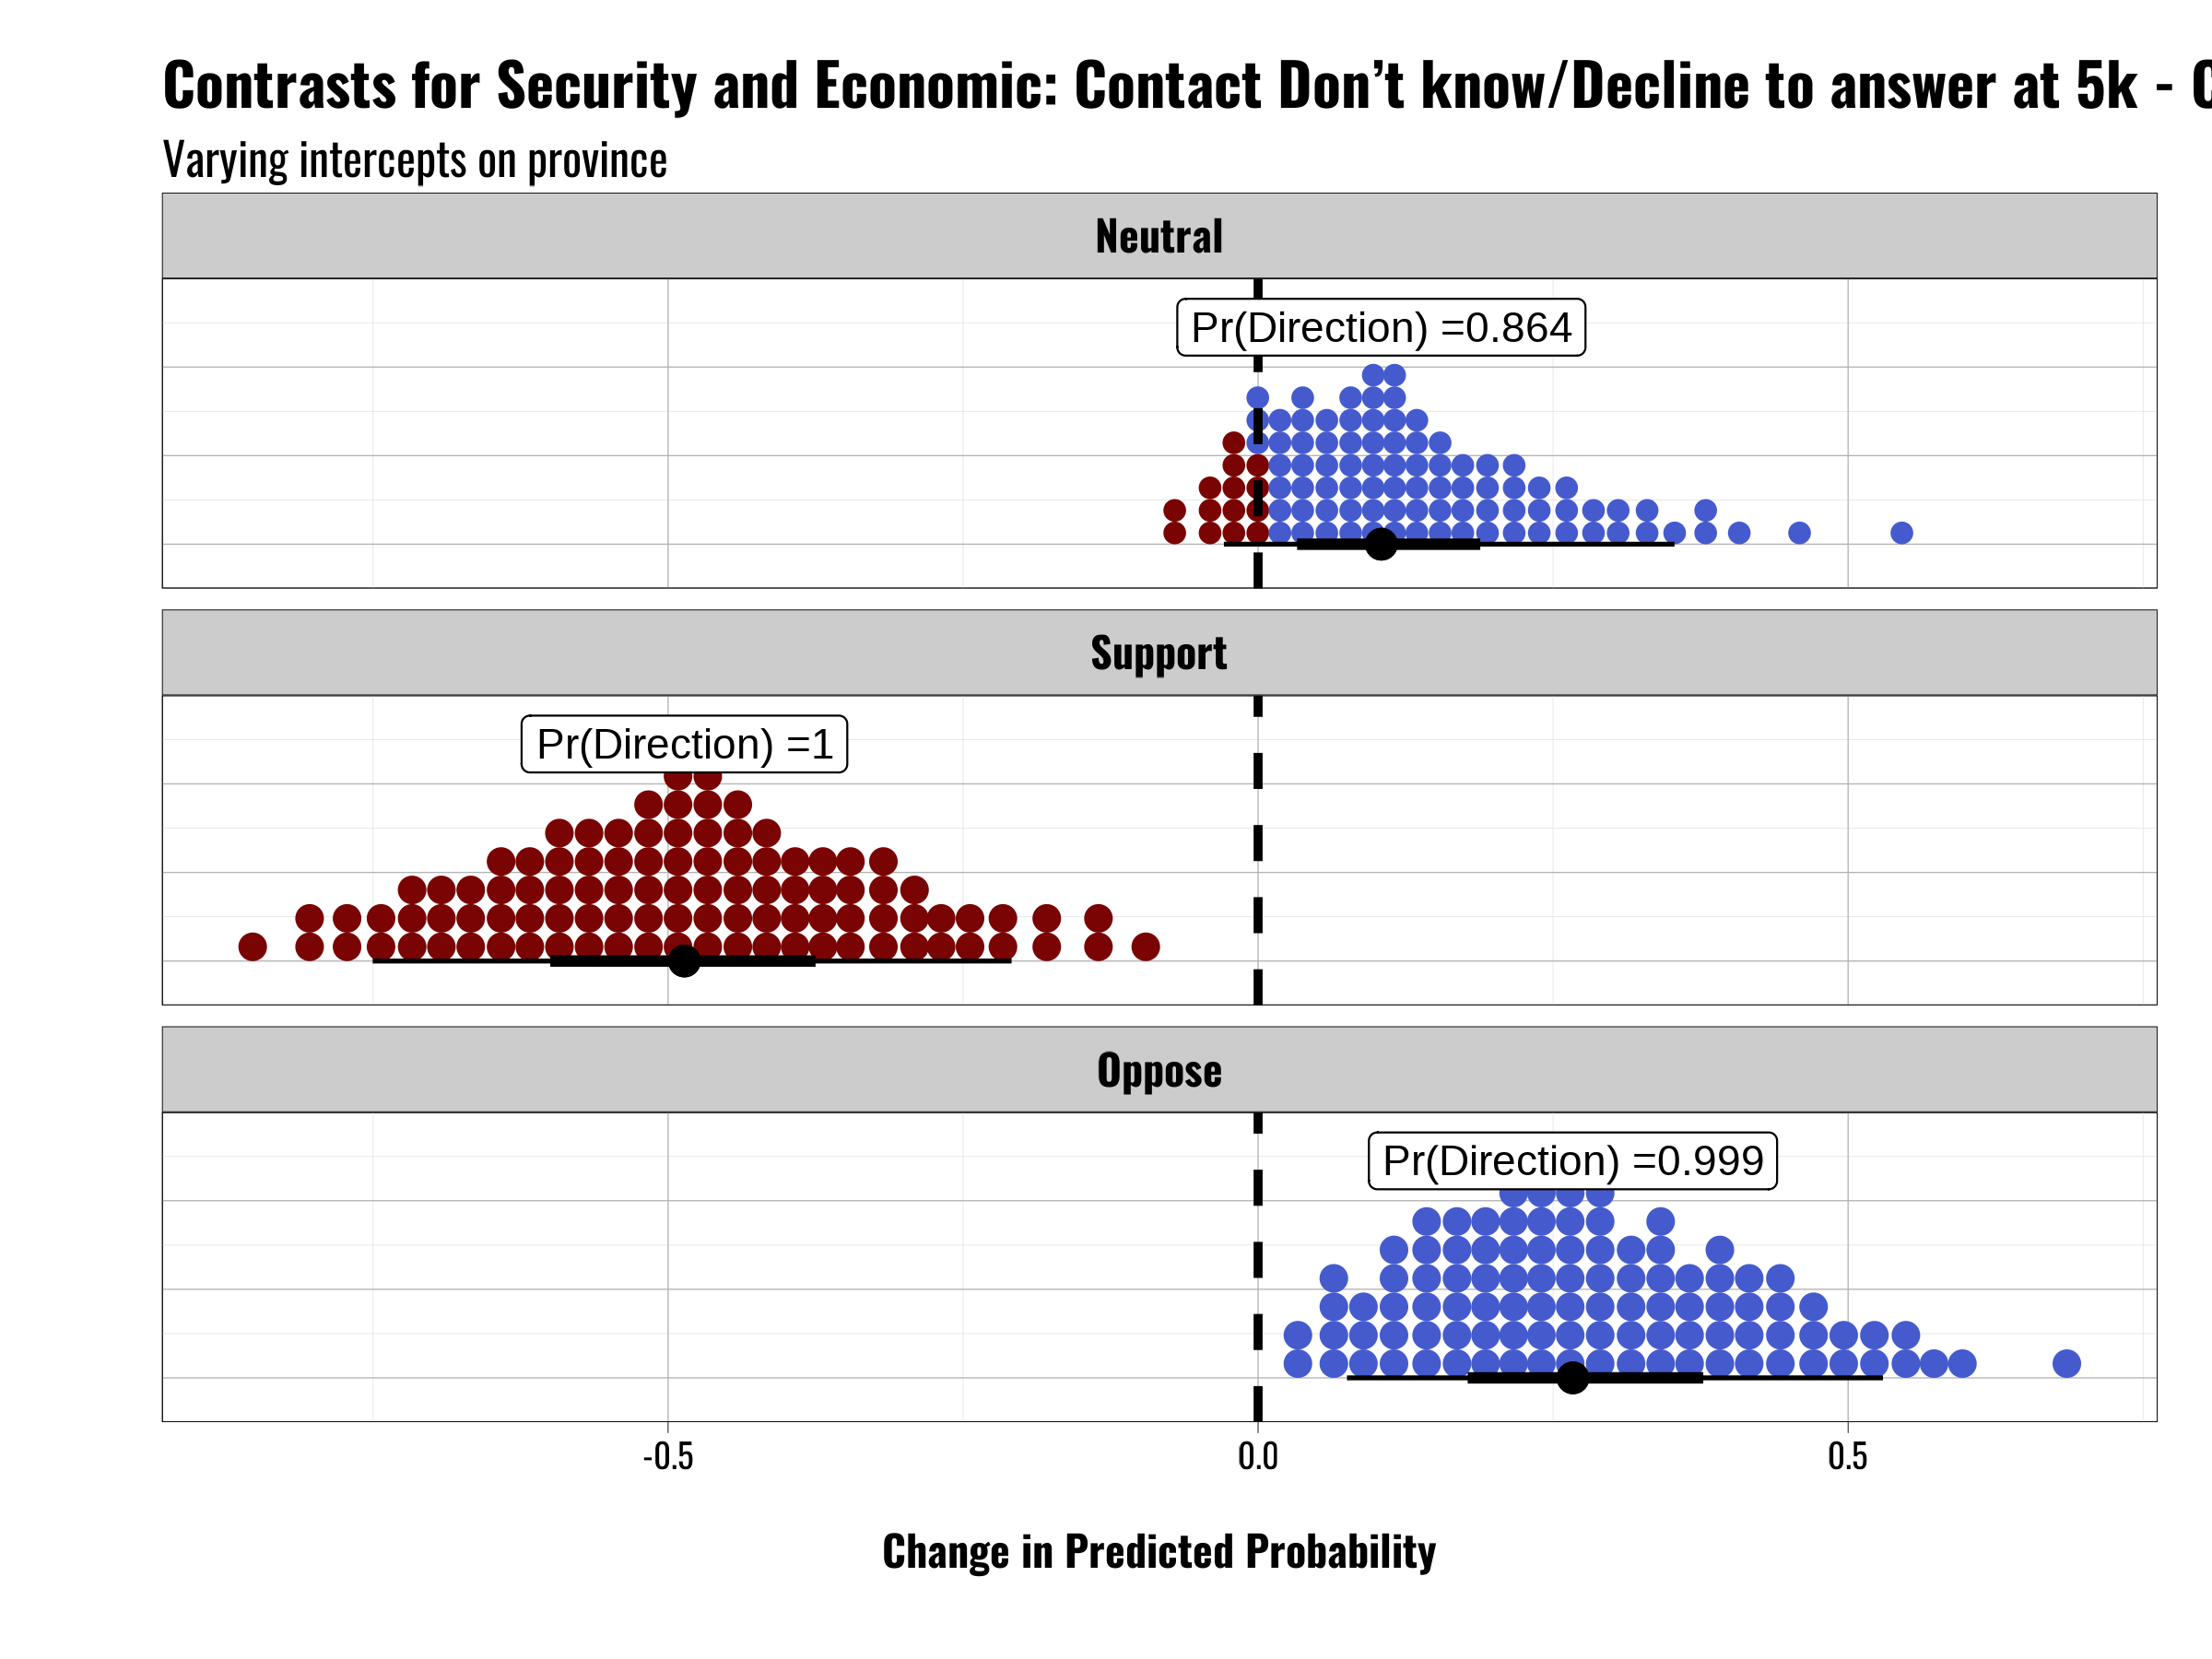 Contrasts for Security and Economic: Contact Don’t know/Decline to answer at 5k -
Varying intercepts on province
Neutral
Pr(Direction) =0.864
Support
Pr(Direction) =1
Oppose
Pr(Direction) =0.999
-0.5 0.0 0.5
Change in Predicted Probability